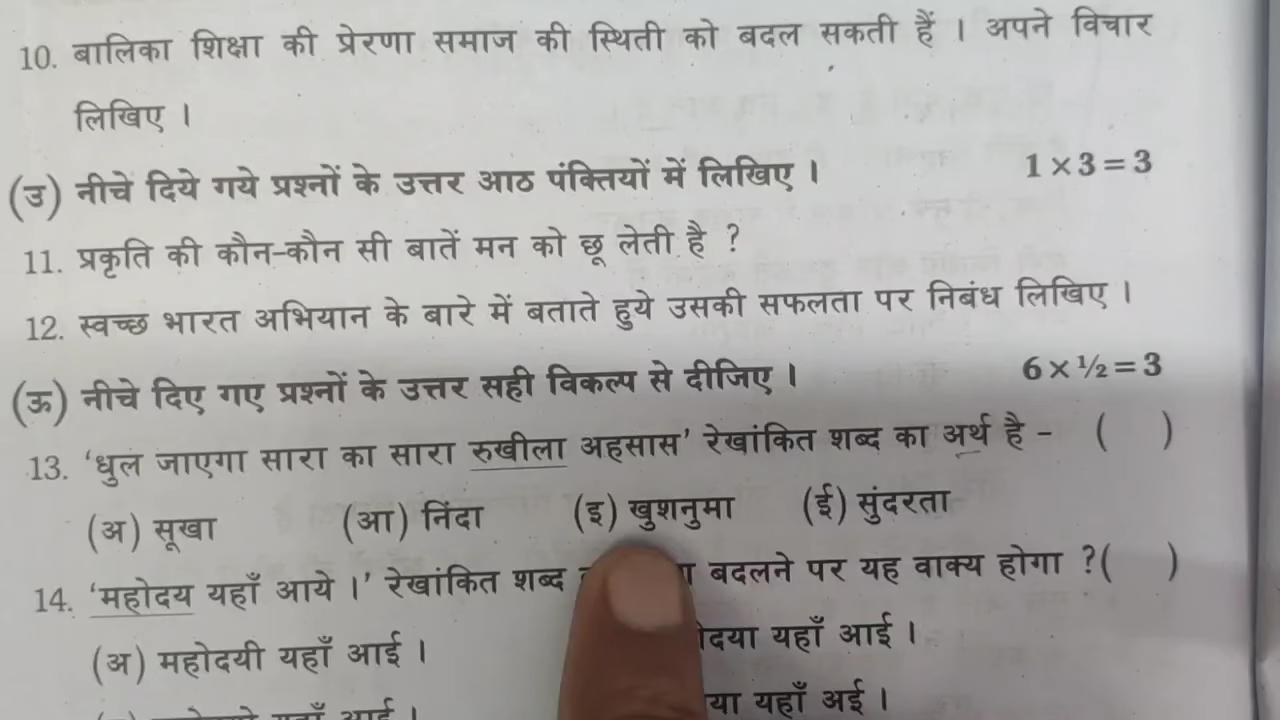 10. बालिका शिक्षा की प्रेरणा समाज की स्थिती को बदल सकती हैं । अपने विचार
लिखिए ।
(उ) नीचे दिये गये प्रश्नों के उत्तर आठ पंक्तियों में लिखिए । 1 × 3 = 3
11. प्रकृति की कौन-कौन सी बातें मन को छू लेती है ?
12. स्वच्छ भारत अभियान के बारे में बताते हुये उसकी सफलता पर निबंध लिखिए ।
(ऊ) नीचे दिए गए प्रश्नों के उत्तर सही विकल्प से दीजिए । 6 × ½ = 3
13. ‘धुल जाएगा सारा का सारा रुखीला अहसास’ रेखांकित शब्द का अर्थ है – ( )
(अ) सूखा (आ) निंदा (इ) खुशनुमा (ई) सुंदरता
14. ‘महोदय यहाँ आये ।’ रेखांकित शब्द बदलने पर यह वाक्य होगा ?( )
(अ) महोदयी यहाँ आई । यहाँ आई ।
यहाँ आई । यहाँ अई ।